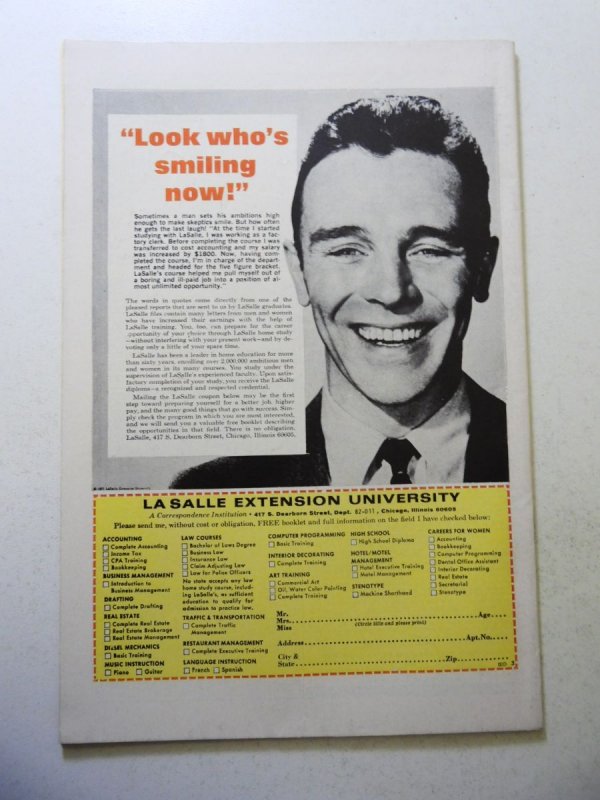 “Look who’s
smiling
now!”
Sometimes a man sets his ambitions high
enough to make skeptics smile. But how often
he gets the last laugh! "At the time I started
studying with LaSalle, I was working as a fac-
tory clerk. Before completing the course I was
transferred to cost accounting and my salary
was increased by $1800. Now, having com-
pleted the course, I'm in charge of the depart-
ment and headed for the five figure bracket.
LaSalle's course helped me pull myself out of
a boring and ill-paid job into a position of al-
most unlimited opportunity."
The words in quotes come directly from one of the
pleased reports that are sent to us by LaSalle graduates.
LaSalle files contain many letters from men and women
who have increased their earnings with the help of
LaSalle training. You, too, can prepare for the career
opportunity of your choice through LaSalle home study
—without interfering with your present work—and by de-
voting only a little of your spare time.
LaSalle has been a leader in home education for more
than sixty years, enrolling over 2,000,000 ambitious men
and women in its many courses. You study under the
supervision of LaSalle's experienced faculty. Upon satis-
factory completion of your study, you receive the LaSalle
diploma—a recognized and respected credential.
Mailing the LaSalle coupon below may be the first
step toward preparing yourself for a better job, higher
pay, and the many good things that go with success. Sim-
ply check the program in which you are most interested,
and we will send you a valuable free booklet describing
the opportunities in that field. There is no obligation.
LaSalle, 417 S. Dearborn Street, Chicago, Illinois 60605.
LaSalle Extension University
LA SALLE EXTENSION UNIVERSITY
A Correspondence Institution • 417 S. Dearborn Street, Dept. 82-011, Chicago, Illinois 60605
Please send me, without cost or obligation, FREE booklet and full information on the field I have checked below:
ACCOUNTING
Complete Accounting
Income Tax
CPA Training
Bookkeeping
BUSINESS MANAGEMENT
Introduction to
Business Management
DRAFTING
Complete Drafting
REAL ESTATE
Complete Real Estate
Real Estate Brokerage
Real Estate Management
DIESEL MECHANICS
Basic Training
MUSIC INSTRUCTION
Piano Guitar
LAW COURSES
Bachelor of Laws Degree
Business Law
Insurance Law
Claim Adjusting Law
Law for Police Officers
No state accepts any law
home study course, includ-
ing LaSalle's, as sufficient
education to qualify for
admission to practice law.
TRAFFIC & TRANSPORTATION
Complete Traffic
Management
RESTAURANT MANAGEMENT
Complete Executive Training
LANGUAGE INSTRUCTION
French Spanish
COMPUTER PROGRAMMING
Basic Training
INTERIOR DECORATING
Complete Training
ART TRAINING
Commercial Art
Oil, Water Color Painting
Complete Training
HIGH SCHOOL
High School Diploma
HOTEL/MOTEL
MANAGEMENT
Hotel Executive Training
Motel Management
STENOTYPE
Machine Shorthand
CAREERS FOR WOMEN
Accounting
Bookkeeping
Computer Programming
Dental Office Assistant
Interior Decorating
Real Estate
Secretarial
Stenotype
Mr.
Mrs. Age
Miss (Circle title and please print)
Address Apt. No.
City &
State Zip
3